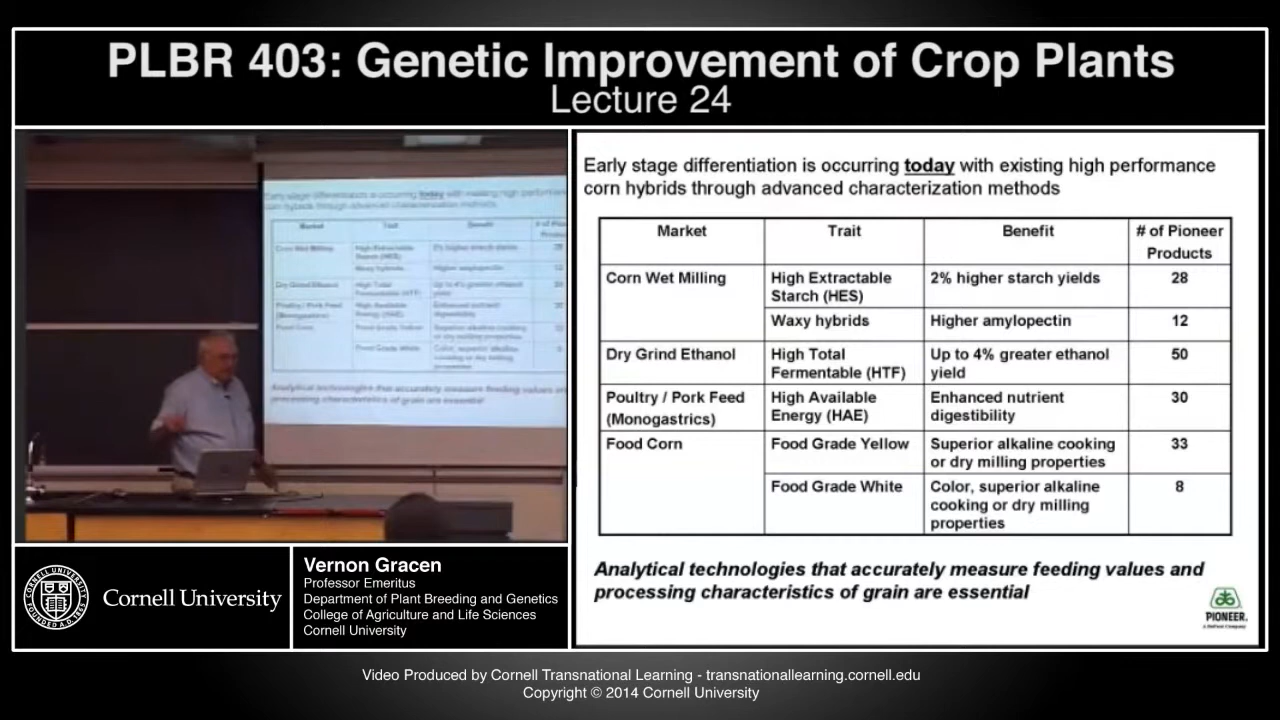 PLBR 403: Genetic Improvement of Crop Plants
Lecture 24
Early stage differentiation is occurring today with existing high performance
corn hybrids through advanced characterization methods
Market Trait Benefit # of Pioneer
Products
Corn Wet Milling High Extractable 2% higher starch yields 28
Starch (HES)
Waxy hybrids Higher amylopectin 12
Dry Grind Ethanol High Total Up to 4% greater ethanol 50
Fermentable (HTF) yield
Poultry / Pork Feed High Available Enhanced nutrient 30
(Monogastrics) Energy (HAE) digestibility
Food Corn Food Grade Yellow Superior alkaline cooking 33
or dry milling properties
Food Grade White Color, superior alkaline 8
cooking or dry milling
properties
Analytical technologies that accurately measure feeding values and
processing characteristics of grain are essential
PIONEER.
A DuPont Company
Cornell University
Vernon Gracen
Professor Emeritus
Department of Plant Breeding and Genetics
College of Agriculture and Life Sciences
Cornell University
Video Produced by Cornell Transnational Learning - transnationallearning.cornell.edu
Copyright © 2014 Cornell University